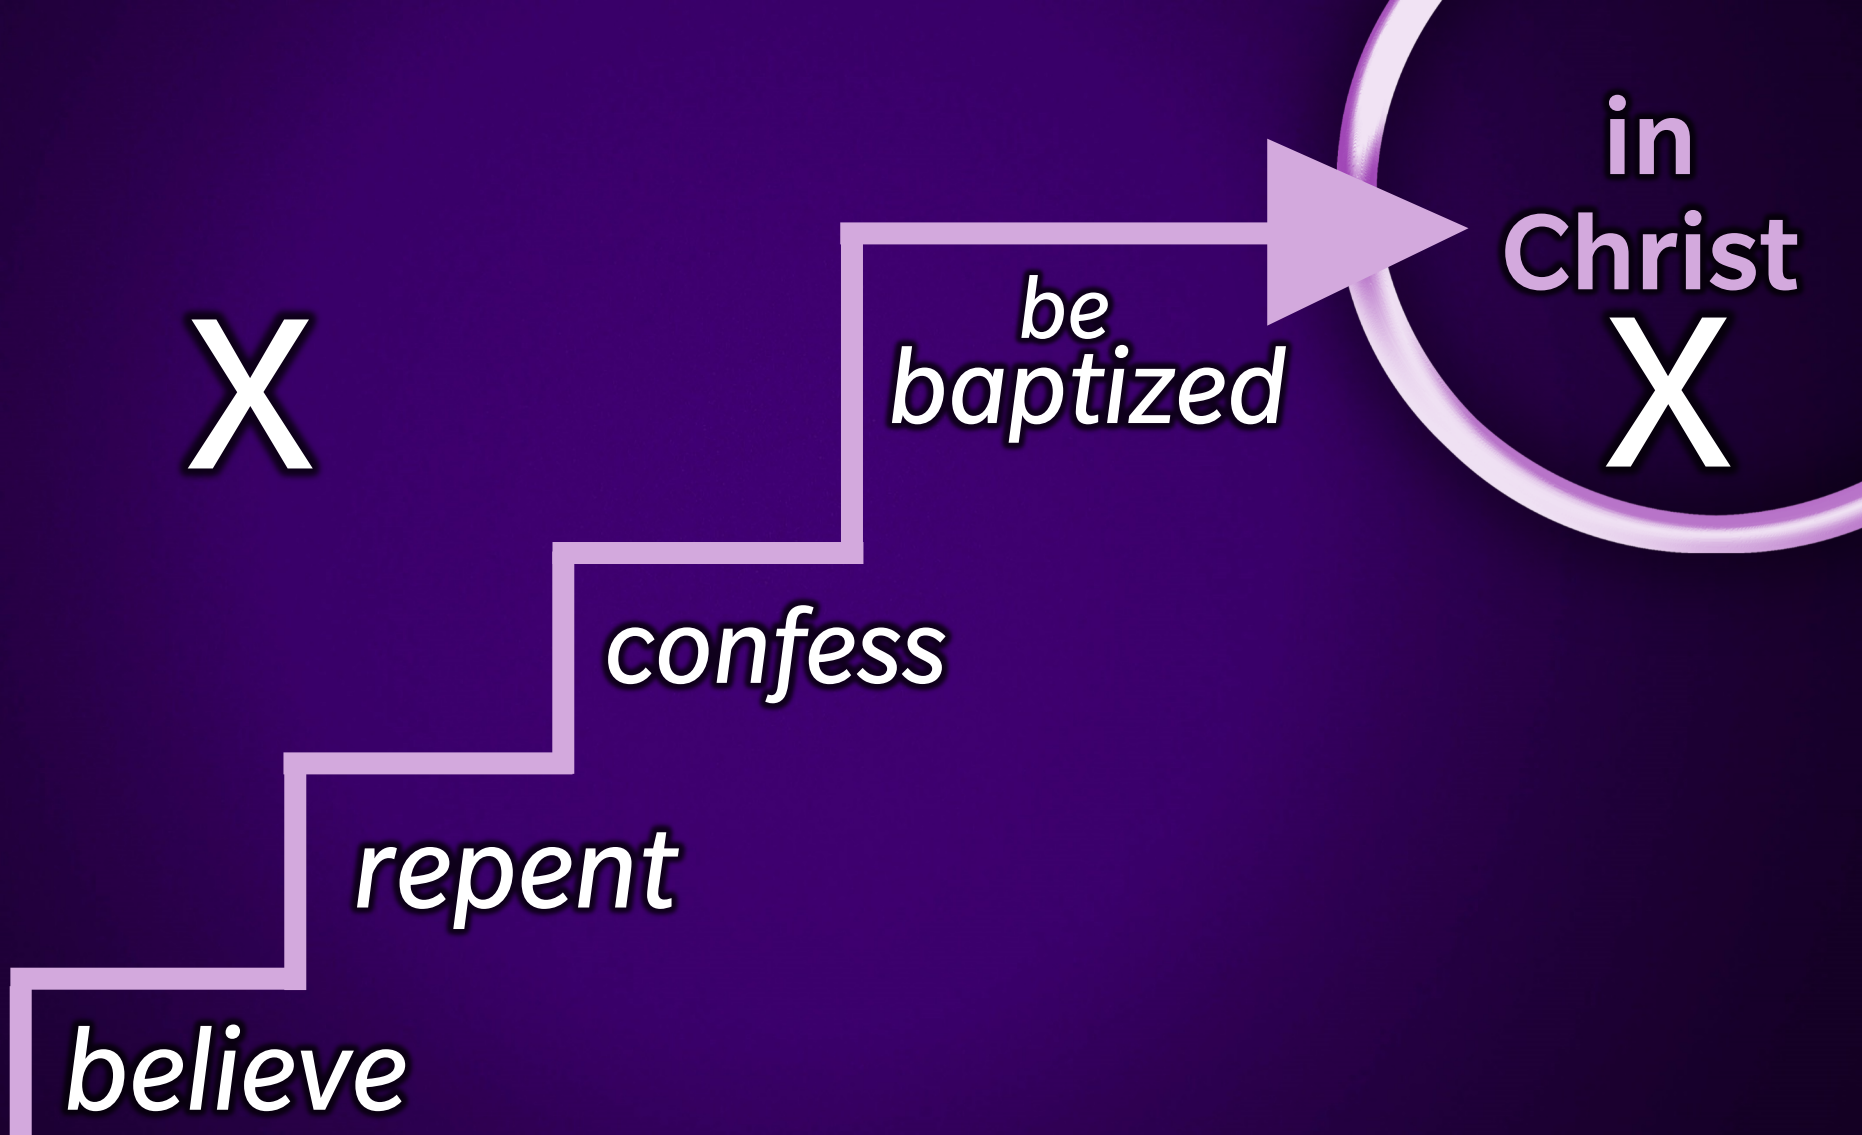 in
Christ
X
X
be
baptized
confess
repent
believe